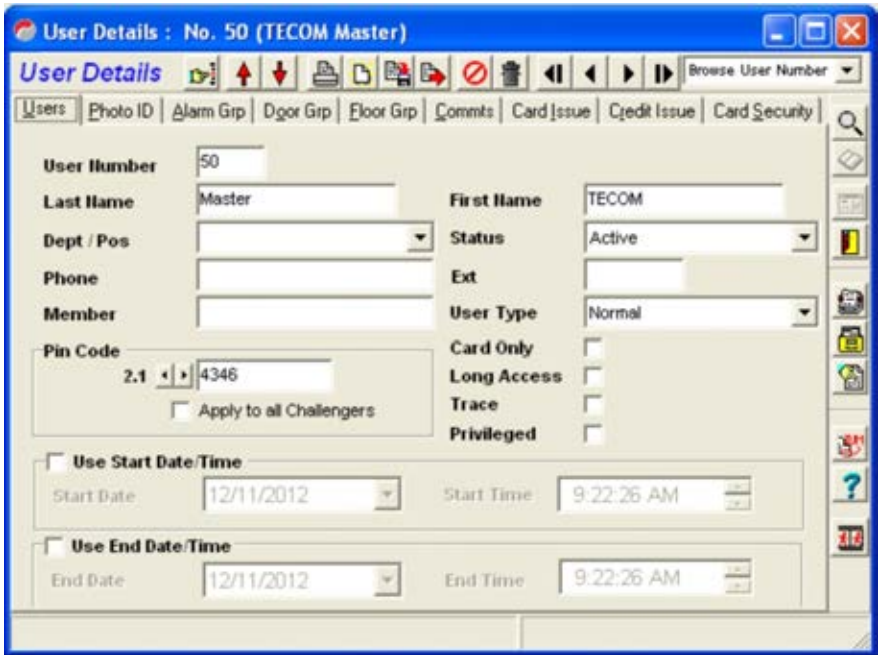 User Details : No. 50 (TECOM Master)
User Details Browse User Number
Users Photo ID Alarm Grp Door Grp Floor Grp Commts Card Issue Credit Issue Card Security
User Number 50
Last Name Master First Name TECOM
Dept / Pos Status Active
Phone Ext
Member User Type Normal
Pin Code Card Only
2.1 4346 Long Access
Apply to all Challengers Trace
Privileged
Use Start Date/Time
Start Date 12/11/2012 Start Time 9:22:26 AM
Use End Date/Time
End Date 12/11/2012 End Time 9:22:26 AM